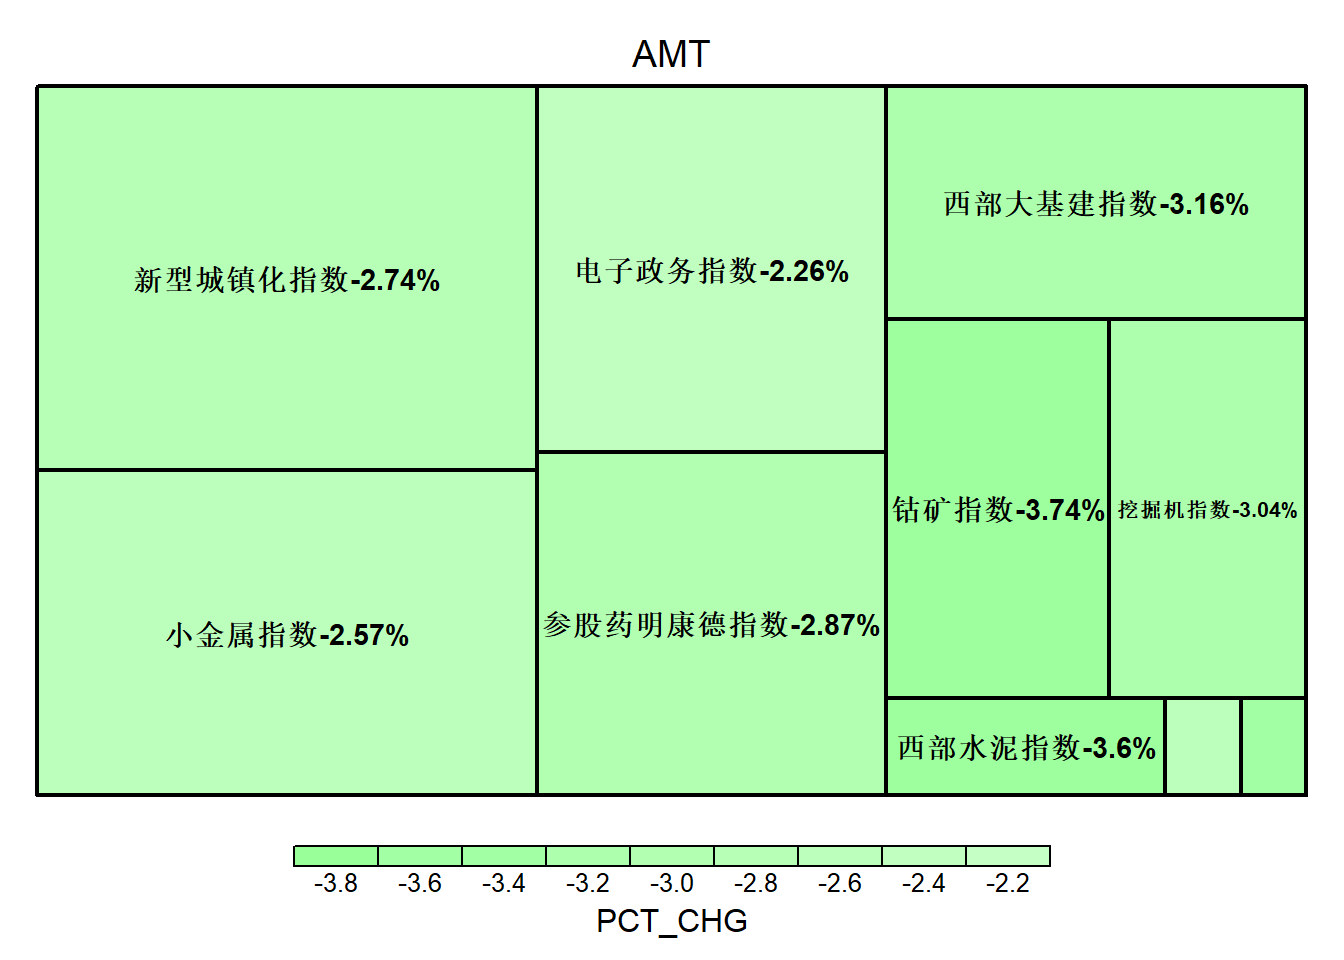 AMT
新型城镇化指数-2.74%
电子政务指数-2.26%
西部大基建指数-3.16%
钴矿指数-3.74%
挖掘机指数-3.04%
小金属指数-2.57%
参股药明康德指数-2.87%
西部水泥指数-3.6%
-3.8 -3.6 -3.4 -3.2 -3.0 -2.8 -2.6 -2.4 -2.2
PCT_CHG